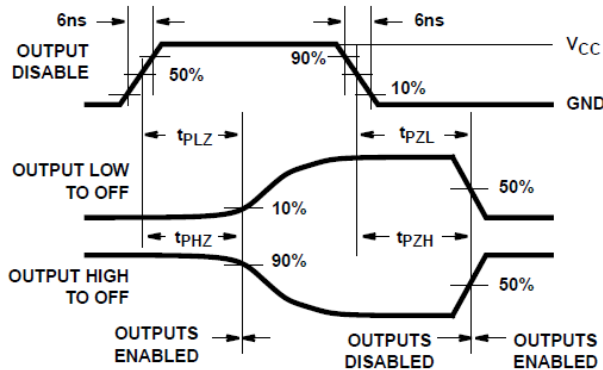 6ns
6ns
OUTPUT
DISABLE
50%
90%
10%
VCC
GND
tPLZ
tPZL
OUTPUT LOW
TO OFF
10%
50%
tPHZ
tPZH
OUTPUT HIGH
TO OFF
90%
50%
OUTPUTS
ENABLED
OUTPUTS
DISABLED
OUTPUTS
ENABLED